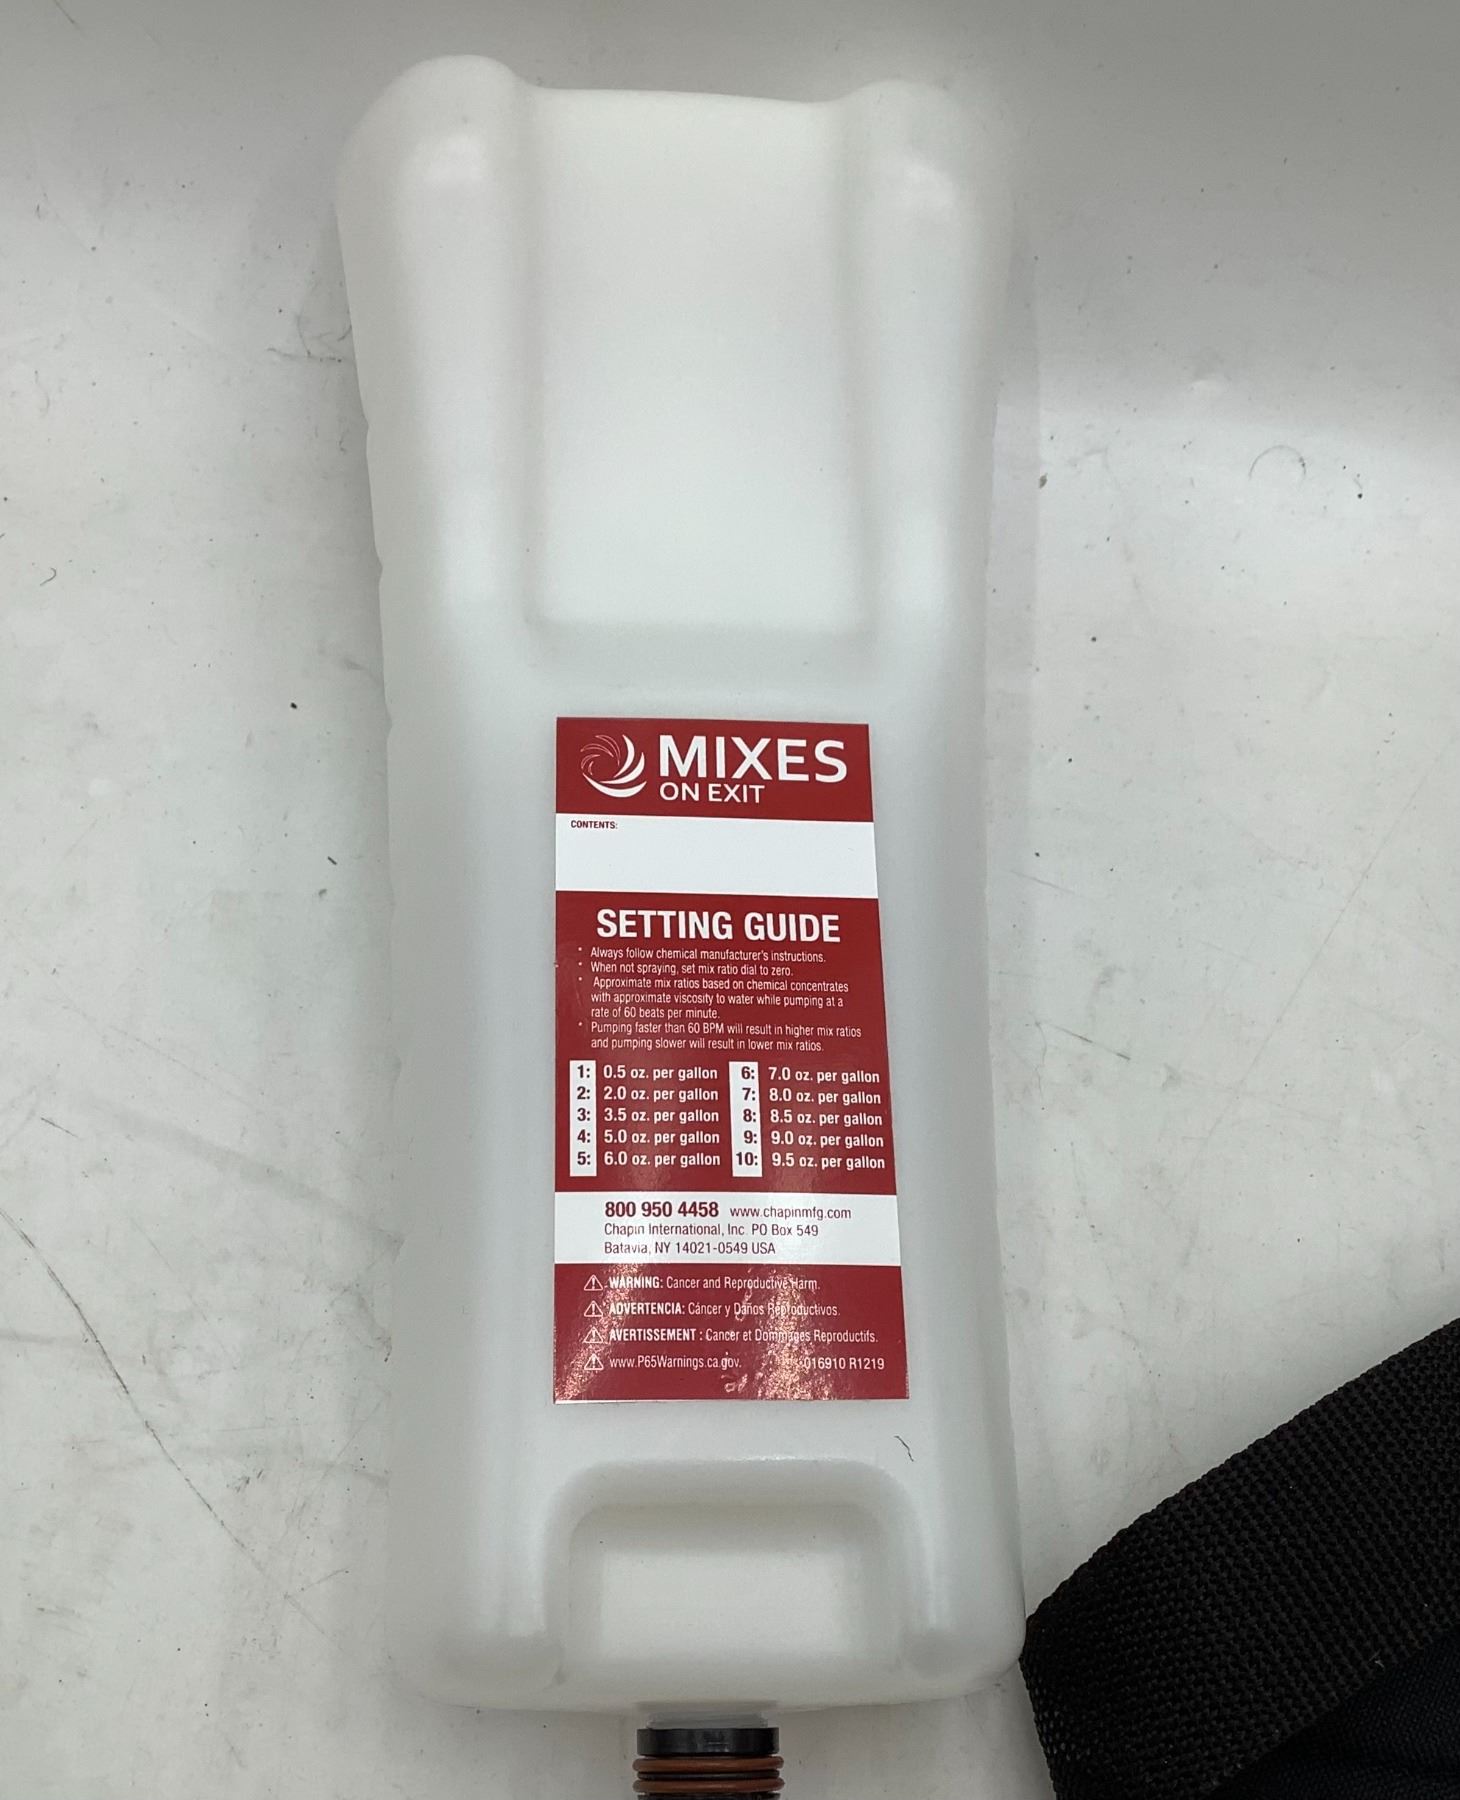 MIXES
ON EXIT
CONTENTS:
SETTING GUIDE
* Always follow chemical manufacturer's instructions.
* When not spraying, set mix ratio dial to zero.
* Approximate mix ratios based on chemical concentrates
with approximate viscosity to water while pumping at a
rate of 60 beats per minute.
* Pumping faster than 60 BPM will result in higher mix ratios
and pumping slower will result in lower mix ratios.
1: 0.5 oz. per gallon 6: 7.0 oz. per gallon
2: 2.0 oz. per gallon 7: 8.0 oz. per gallon
3: 3.5 oz. per gallon 8: 8.5 oz. per gallon
4: 5.0 oz. per gallon 9: 9.0 oz. per gallon
5: 6.0 oz. per gallon 10: 9.5 oz. per gallon
800 950 4458 www.chapinmfg.com
Chapin International, Inc. PO Box 549
Batavia, NY 14021-0549 USA
⚠ WARNING: Cancer and Reproductive Harm.
⚠ ADVERTENCIA: Cáncer y Daños Reproductivos.
⚠ AVERTISSEMENT : Cancer et Dommages Reproductifs.
⚠ www.P65Warnings.ca.gov. 016910 R1219